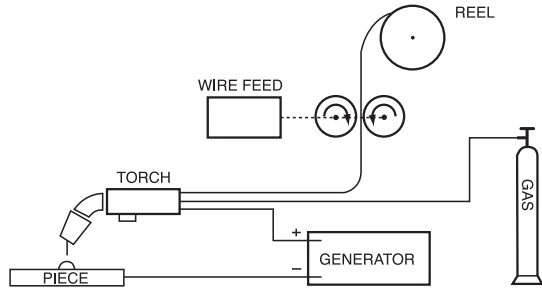 REEL
WIRE FEED
TORCH
GAS
+
GENERATOR
−
PIECE